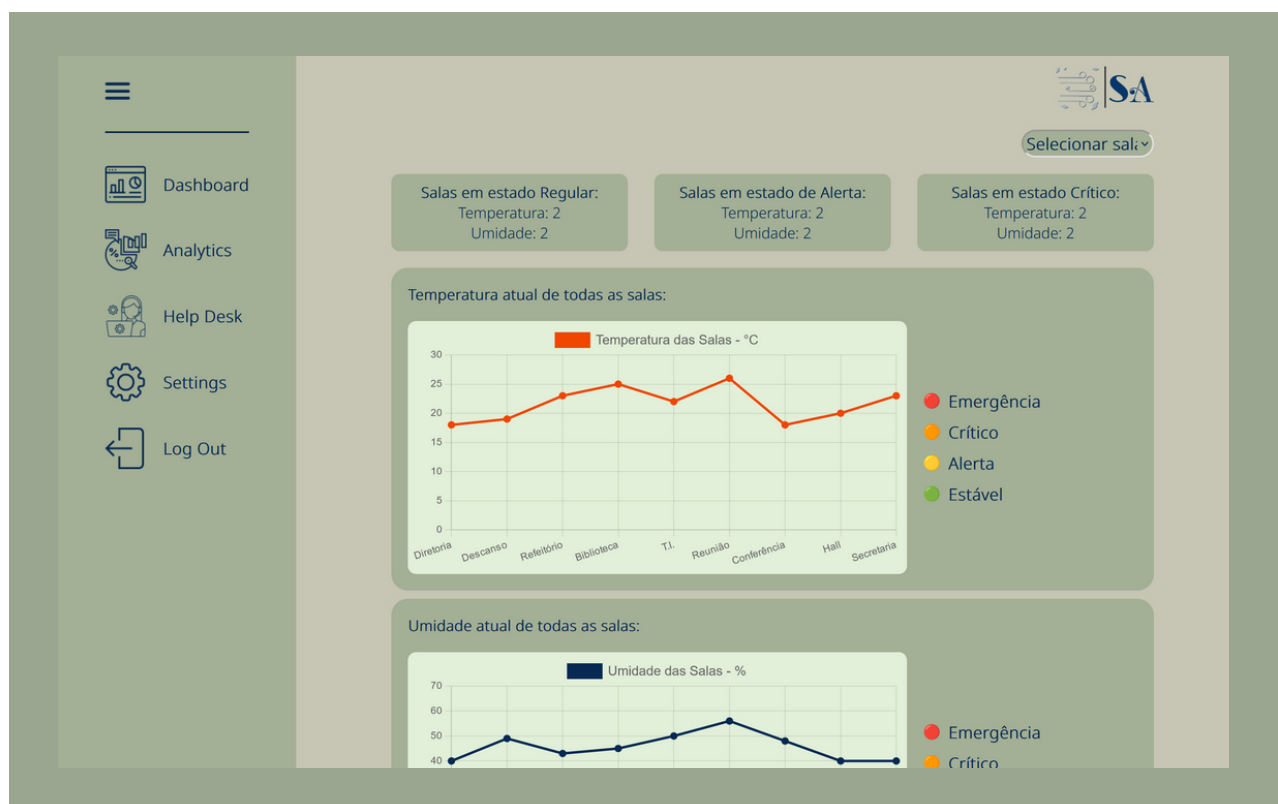 SA
Selecionar sala
Dashboard
Analytics
Help Desk
Settings
Log Out
Salas em estado Regular:
Temperatura: 2
Umidade: 2
Salas em estado de Alerta:
Temperatura: 2
Umidade: 2
Salas em estado Crítico:
Temperatura: 2
Umidade: 2
Temperatura atual de todas as salas:
Temperatura das Salas - °C
30
25
20
15
10
5
0
Diretoria
Descanso
Refeitório
Biblioteca
T.I.
Reunião
Conferência
Hall
Secretaria
Emergência
Crítico
Alerta
Estável
Umidade atual de todas as salas:
Umidade das Salas - %
70
60
50
40
Emergência
Crítico